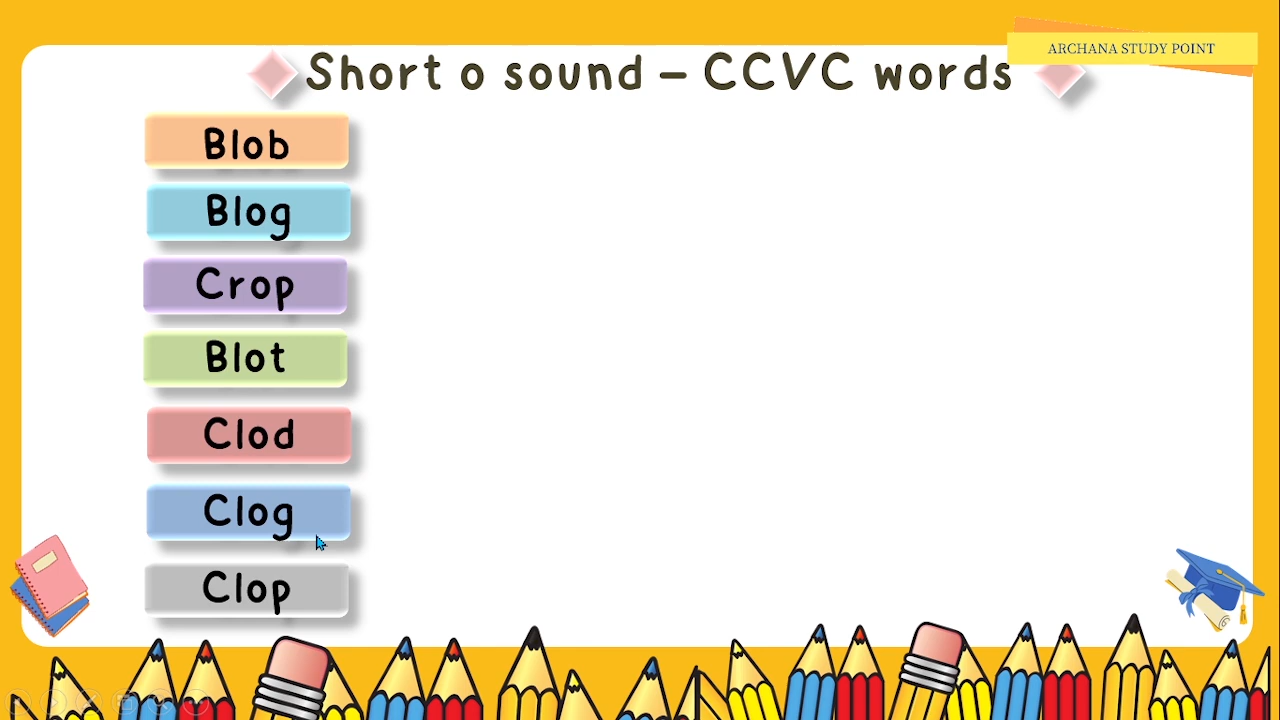 ARCHANA STUDY POINT
Short o sound – CCVC words
Blob
Blog
Crop
Blot
Clod
Clog
Clop